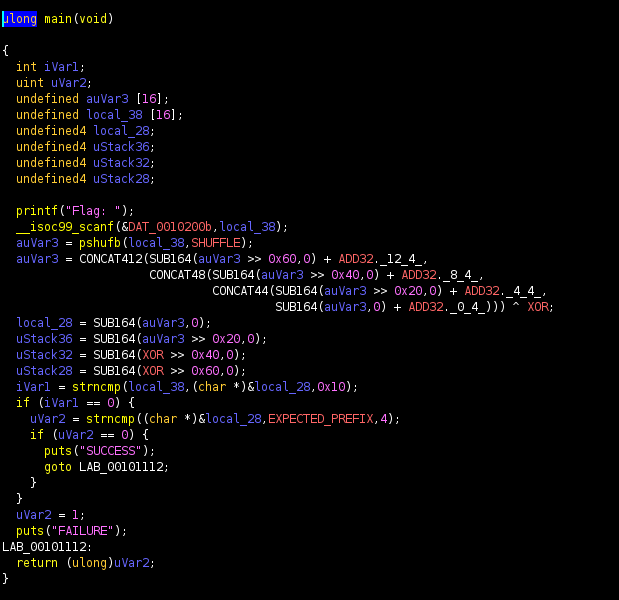 ulong main(void)
{
int iVar1;
uint uVar2;
undefined auVar3 [16];
undefined local_38 [16];
undefined4 local_28;
undefined4 uStack36;
undefined4 uStack32;
undefined4 uStack28;
printf("Flag: ");
__isoc99_scanf(&DAT_0010200b,local_38);
auVar3 = pshufb(local_38,SHUFFLE);
auVar3 = CONCAT412(SUB164(auVar3 >> 0x60,0) + ADD32._12_4_,
CONCAT48(SUB164(auVar3 >> 0x40,0) + ADD32._8_4_,
CONCAT44(SUB164(auVar3 >> 0x20,0) + ADD32._4_4_,
SUB164(auVar3,0) + ADD32._0_4_))) ^ XOR;
local_28 = SUB164(auVar3,0);
uStack36 = SUB164(auVar3 >> 0x20,0);
uStack32 = SUB164(XOR >> 0x40,0);
uStack28 = SUB164(XOR >> 0x60,0);
iVar1 = strncmp(local_38,(char *)&local_28,0x10);
if (iVar1 == 0) {
uVar2 = strncmp((char *)&local_28,EXPECTED_PREFIX,4);
if (uVar2 == 0) {
puts("SUCCESS");
goto LAB_00101112;
}
}
uVar2 = 1;
puts("FAILURE");
LAB_00101112:
return (ulong)uVar2;
}